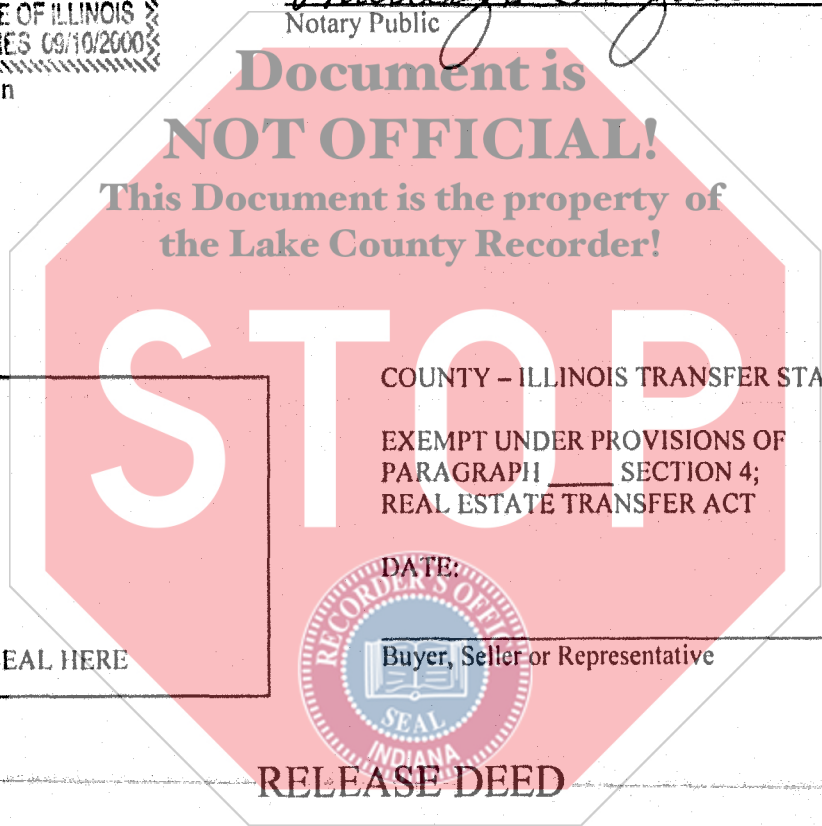 E OF ILLINOIS
ES 09/10/2000
Notary Public
n
Document is
NOT OFFICIAL!
This Document is the property of
the Lake County Recorder!
STOP
COUNTY – ILLINOIS TRANSFER STA
EXEMPT UNDER PROVISIONS OF
PARAGRAPH ______ SECTION 4;
REAL ESTATE TRANSFER ACT
DATE:
EAL HERE
Buyer, Seller or Representative
RECORDER'S OFFIC
SEAL
INDIANA
RELEASE DEED